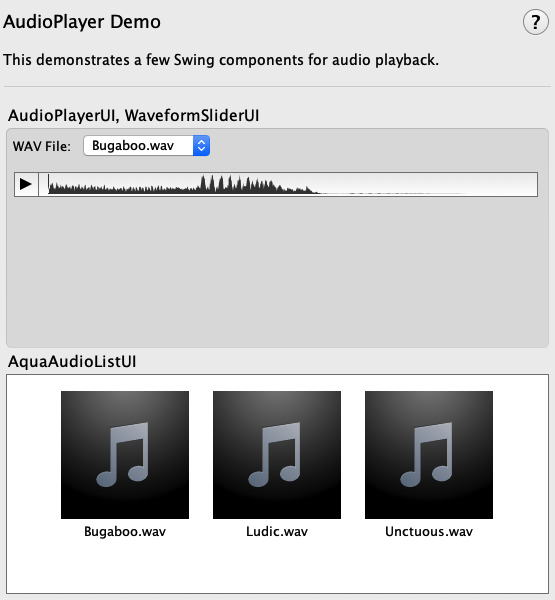 AudioPlayer Demo
?
This demonstrates a few Swing components for audio playback.
AudioPlayerUI, WaveformSliderUI
WAV File: Bugaboo.wav
AquaAudioListUI
Bugaboo.wav Ludic.wav Unctuous.wav